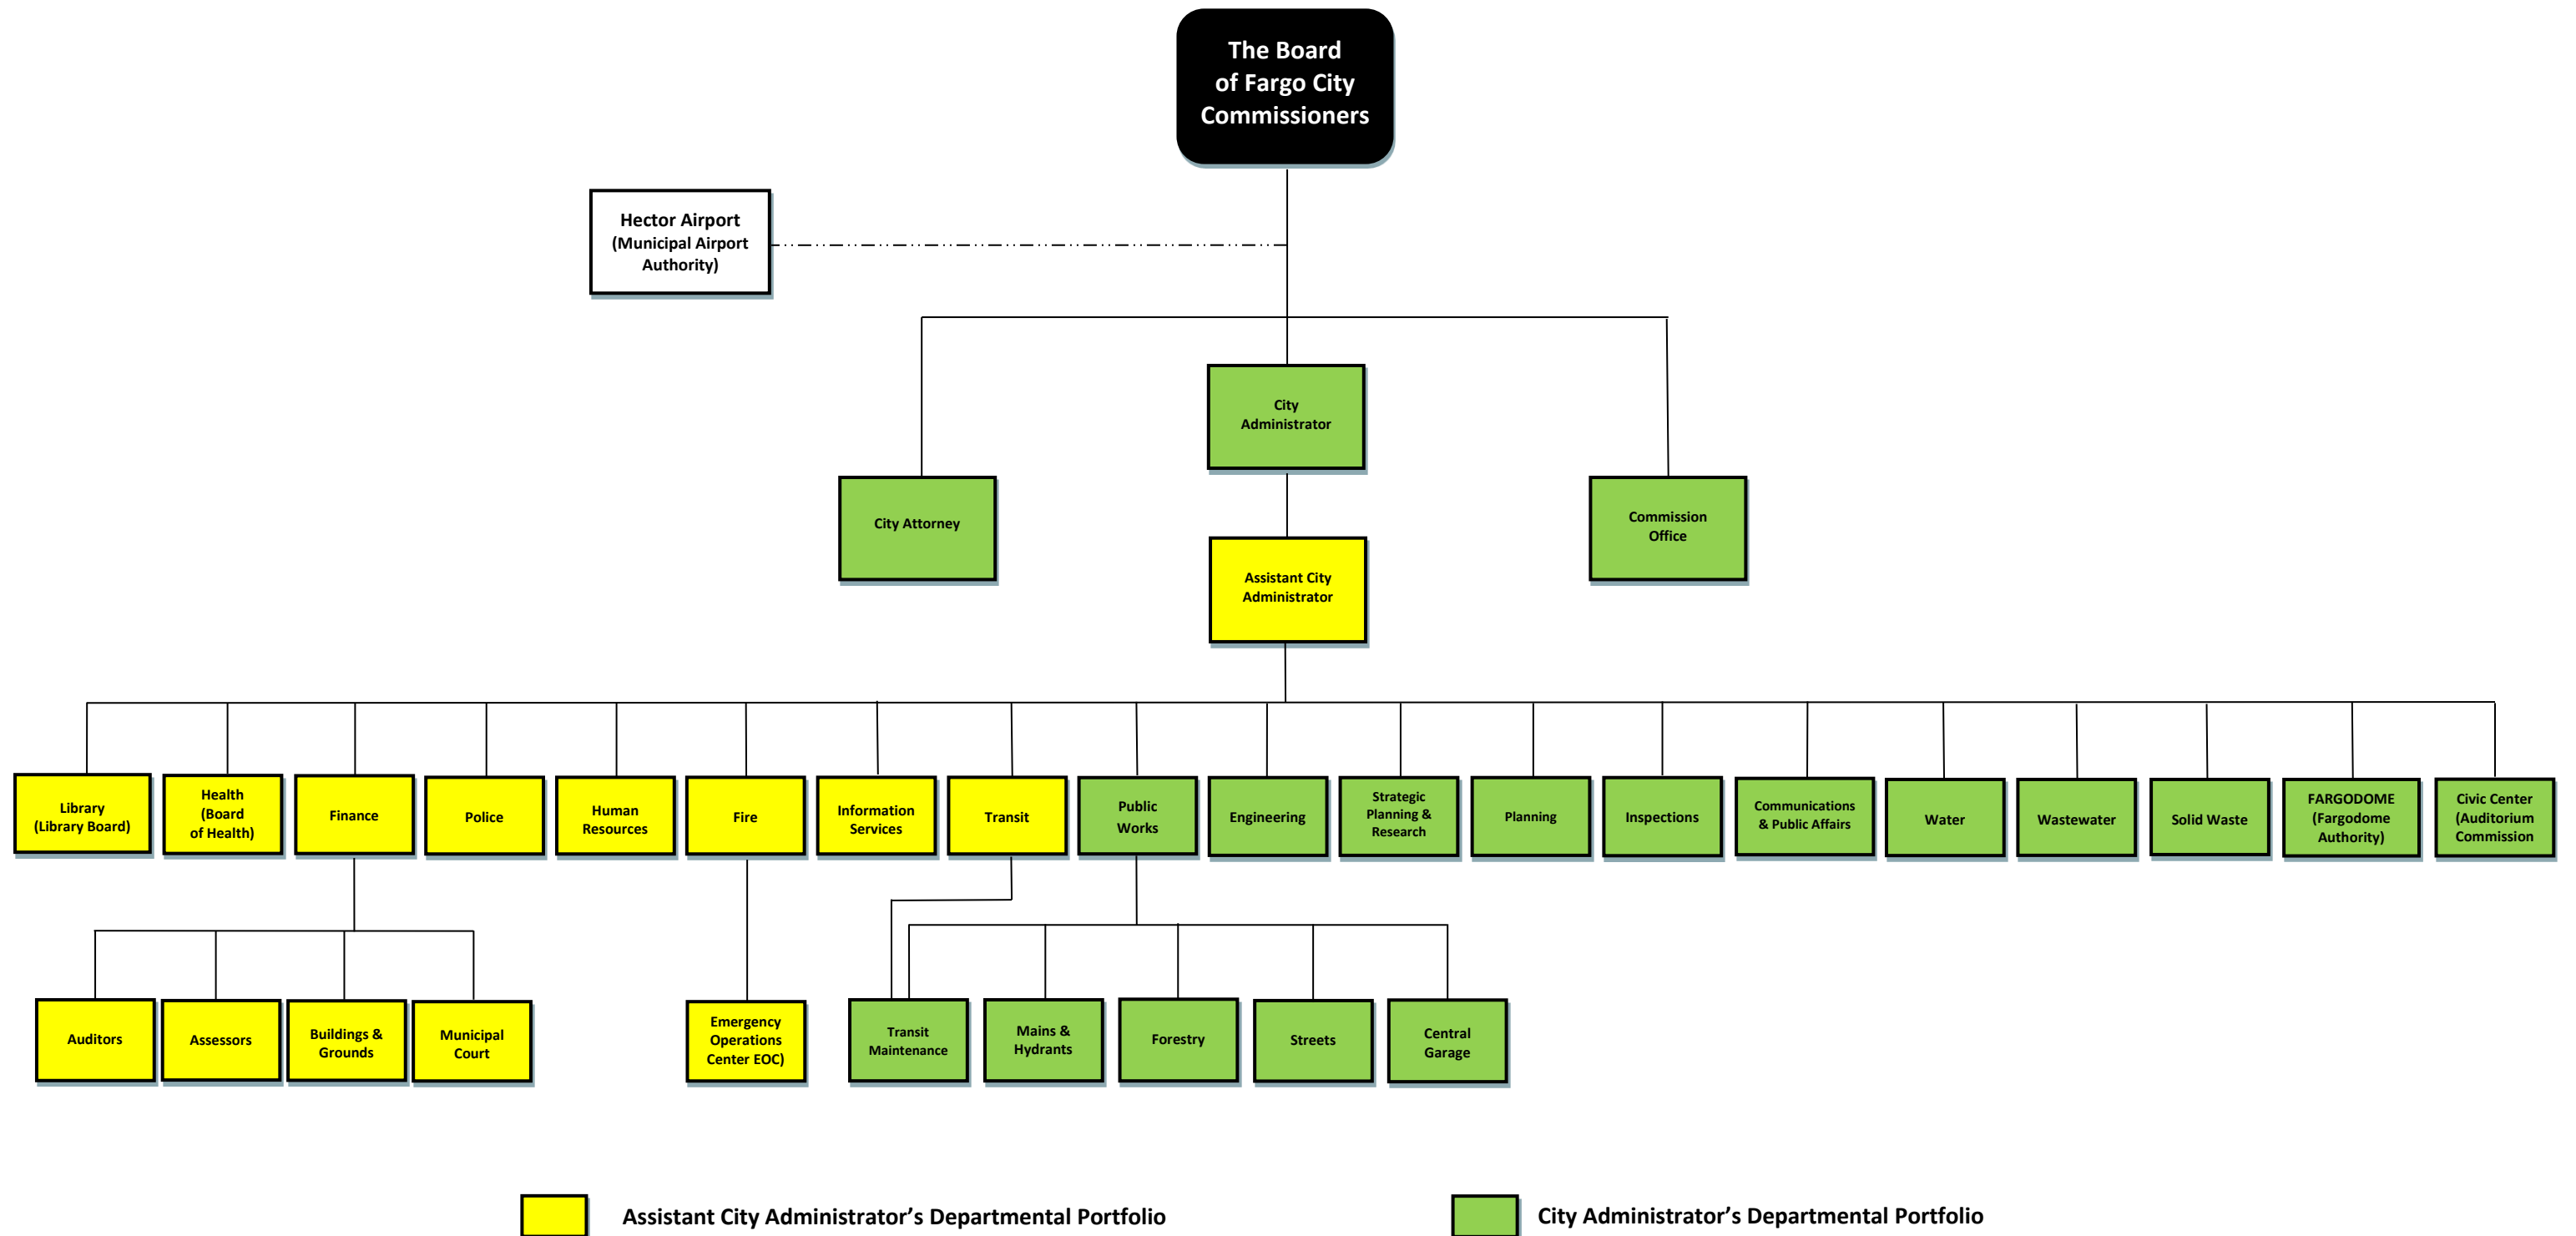 The Board
of Fargo City
Commissioners
Hector Airport
(Municipal Airport
Authority)
City
Administrator
City Attorney
Commission
Office
Assistant City
Administrator
Library
(Library Board)
Health
(Board
of Health)
Finance
Police
Human
Resources
Fire
Information
Services
Transit
Public
Works
Engineering
Strategic
Planning &
Research
Planning
Inspections
Communications
& Public Affairs
Water
Wastewater
Solid Waste
FARGODOME
(Fargodome
Authority)
Civic Center
(Auditorium
Commission
Auditors
Assessors
Buildings &
Grounds
Municipal
Court
Emergency
Operations
Center EOC)
Transit
Maintenance
Mains &
Hydrants
Forestry
Streets
Central
Garage
Assistant City Administrator’s Departmental Portfolio
City Administrator’s Departmental Portfolio